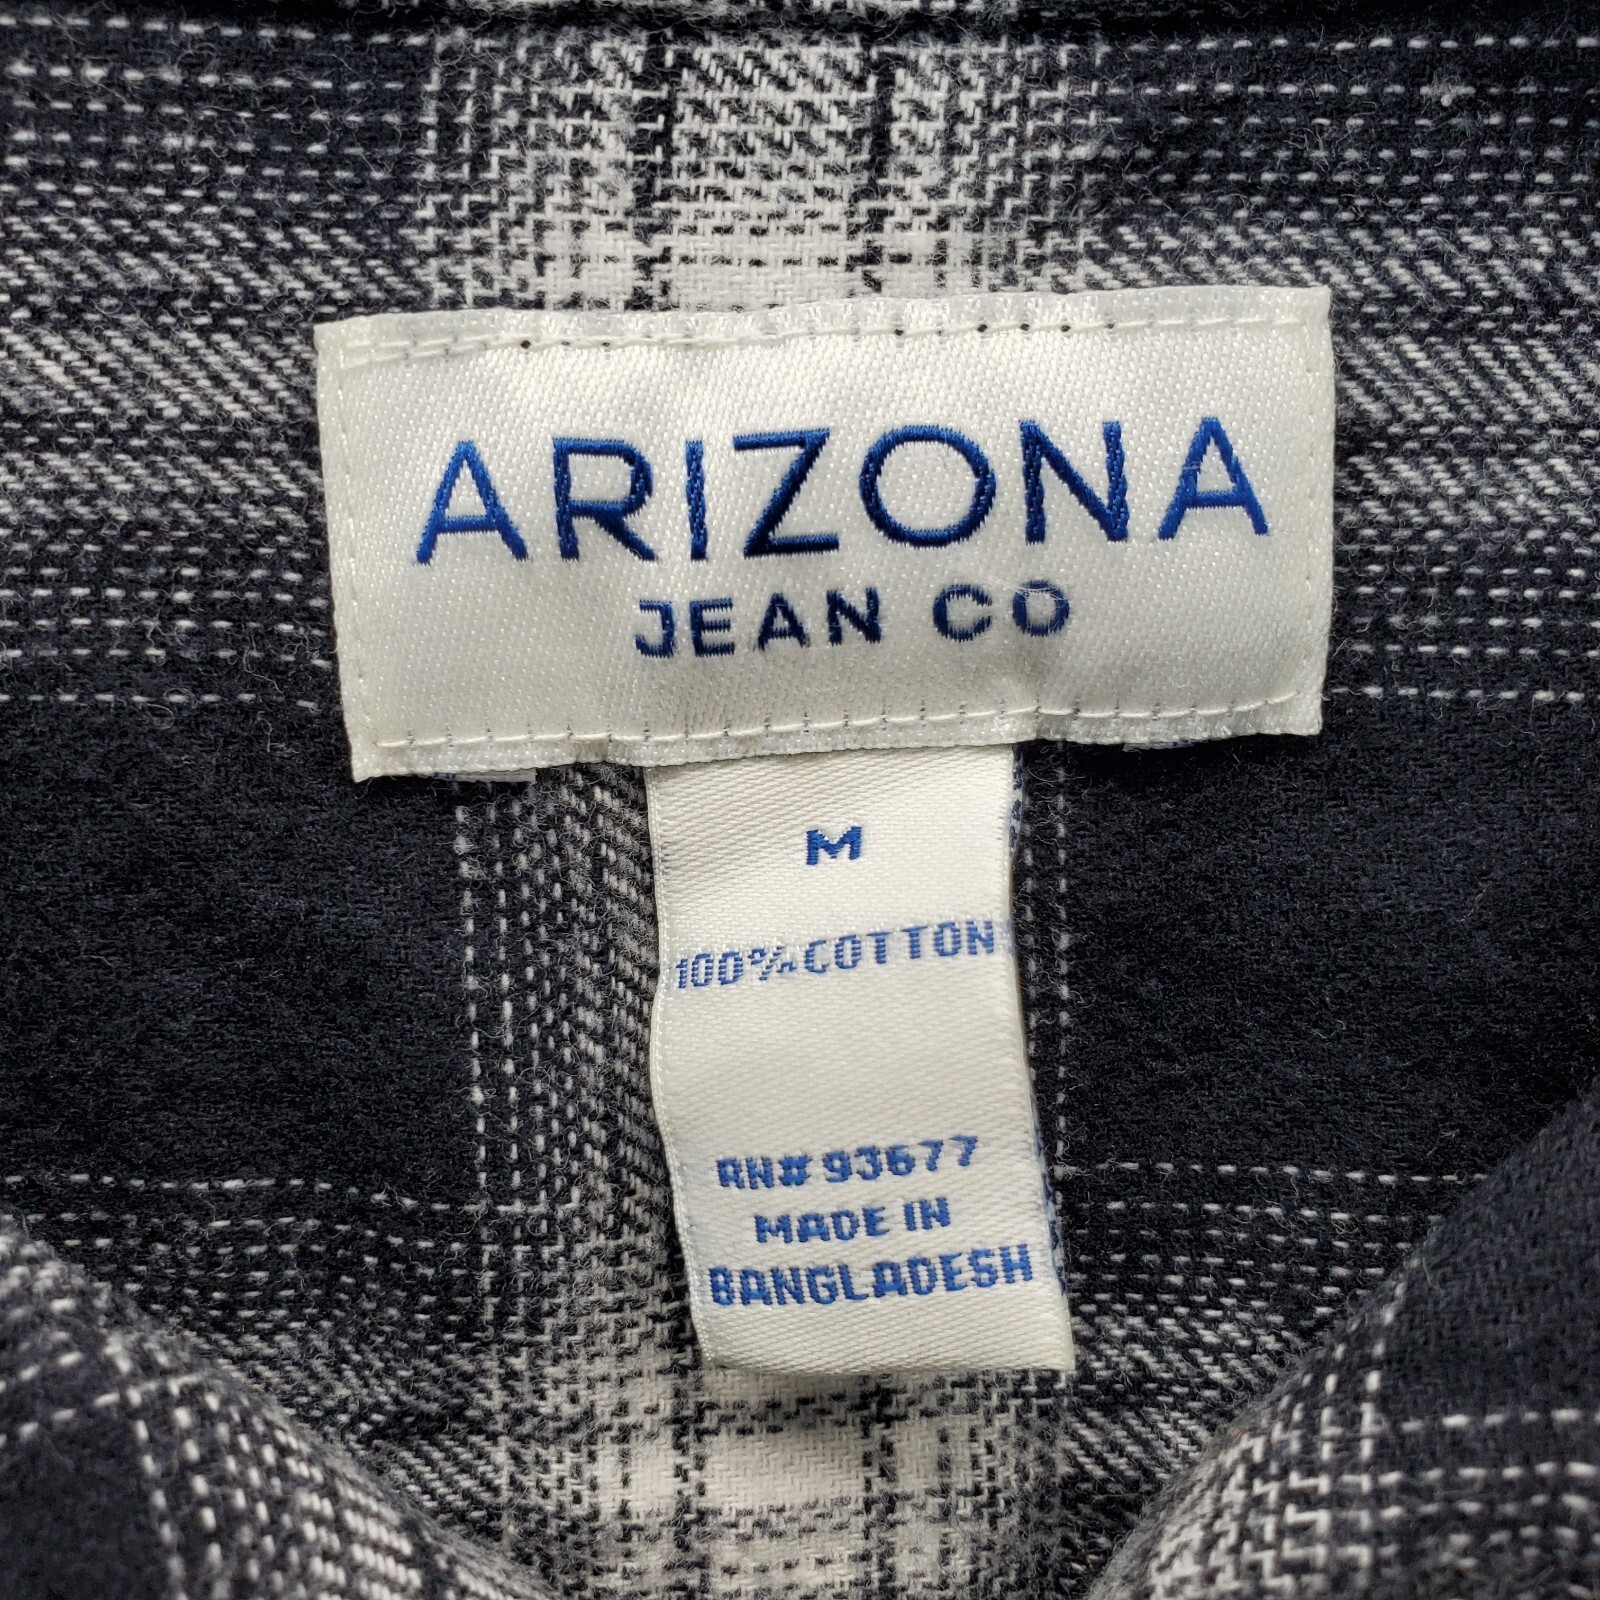 ARIZONA
JEAN CO
M
100% COTTON
RN# 93677
MADE IN
BANGLADESH